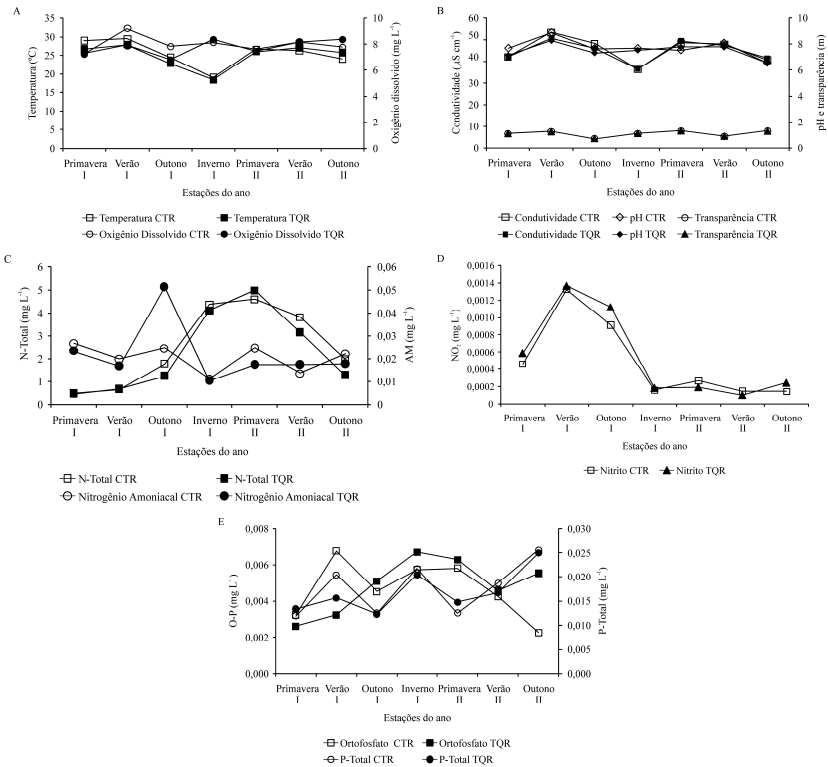 A
35
30
25
20
15
10
5
0
Temperatura (ºC)
10
8
6
4
2
0
Oxigênio dissolvido (mg L-1)
Primavera I
Verão I
Outono I
Inverno I
Primavera II
Verão II
Outono II
Estações do ano
Temperatura CTR
Temperatura TQR
Oxigênio Dissolvido CTR
Oxigênio Dissolvido TQR
B
60
50
40
30
20
10
0
Condutividade (µS cm-1)
10
8
6
4
2
0
pH e transparência (m)
Primavera I
Verão I
Outono I
Inverno I
Primavera II
Verão II
Outono II
Estações do ano
Condutividade CTR
pH CTR
Transparência CTR
Condutividade TQR
pH TQR
Transparência TQR
C
6
5
4
3
2
1
0
N-Total (mg L-1)
0,06
0,05
0,04
0,03
0,02
0,01
0,00
AM (mg L-1)
Primavera I
Verão I
Outono I
Inverno I
Primavera II
Verão II
Outono II
Estações do ano
N-Total CTR
N-Total TQR
Nitrogênio Amoniacal CTR
Nitrogênio Amoniacal TQR
D
0,0016
0,0014
0,0012
0,0008
0,0006
0,0004
0,0002
0
NO2 (mg L-1)
Primavera I
Verão I
Outono I
Inverno I
Primavera II
Verão II
Outono II
Estações do ano
Nitrito CTR
Nitrito TQR
E
0,008
0,006
0,004
0,002
0,000
O-P (mg L-1)
0,030
0,025
0,020
0,015
0,010
0,005
0,000
P-Total (mg L-1)
Primavera I
Verão I
Outono I
Inverno I
Primavera II
Verão II
Outono II
Estações do ano
Ortofosfato CTR
Ortofosfato TQR
P-Total CTR
P-Total TQR